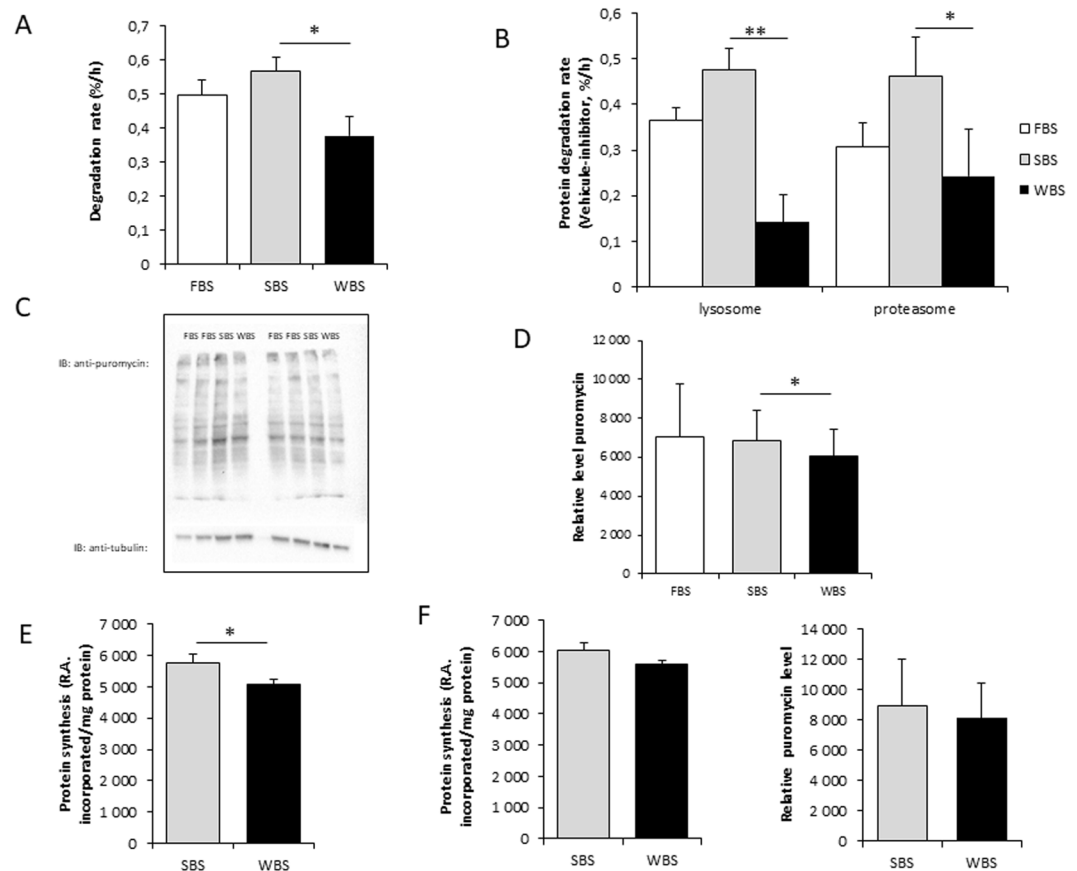 A
0,7
0,6
0,5
0,4
0,3
0,2
0,1
0
Degradation rate (%/h)
*
FBS SBS WBS
B
0,6
0,5
0,4
0,3
0,2
0,1
0
Protein degradation rate
(Vehicule-inhibitor, %/h)
**
*
lysosome proteasome
FBS
SBS
WBS
C
FBS FBS SBS WBS FBS FBS SBS WBS
IB: anti-puromycin:
IB: anti-tubulin:
D
12 000
10 000
8 000
6 000
4 000
2 000
0
Relative level puromycin
*
FBS SBS WBS
E
7 000
6 000
5 000
4 000
3 000
2 000
1 000
0
Protein synthesis (R.A.
incorporated/mg protein)
*
SBS WBS
F
7 000
6 000
5 000
4 000
3 000
2 000
1 000
0
Protein synthesis (R.A.
incorporated/mg protein)
SBS WBS
14 000
12 000
10 000
8 000
6 000
4 000
2 000
0
Relative puromycin level
SBS WBS